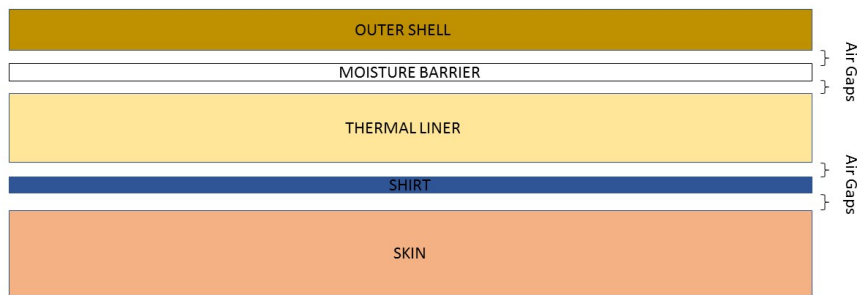 OUTER SHELL
Air Gaps
MOISTURE BARRIER
THERMAL LINER
Air Gaps
SHIRT
SKIN